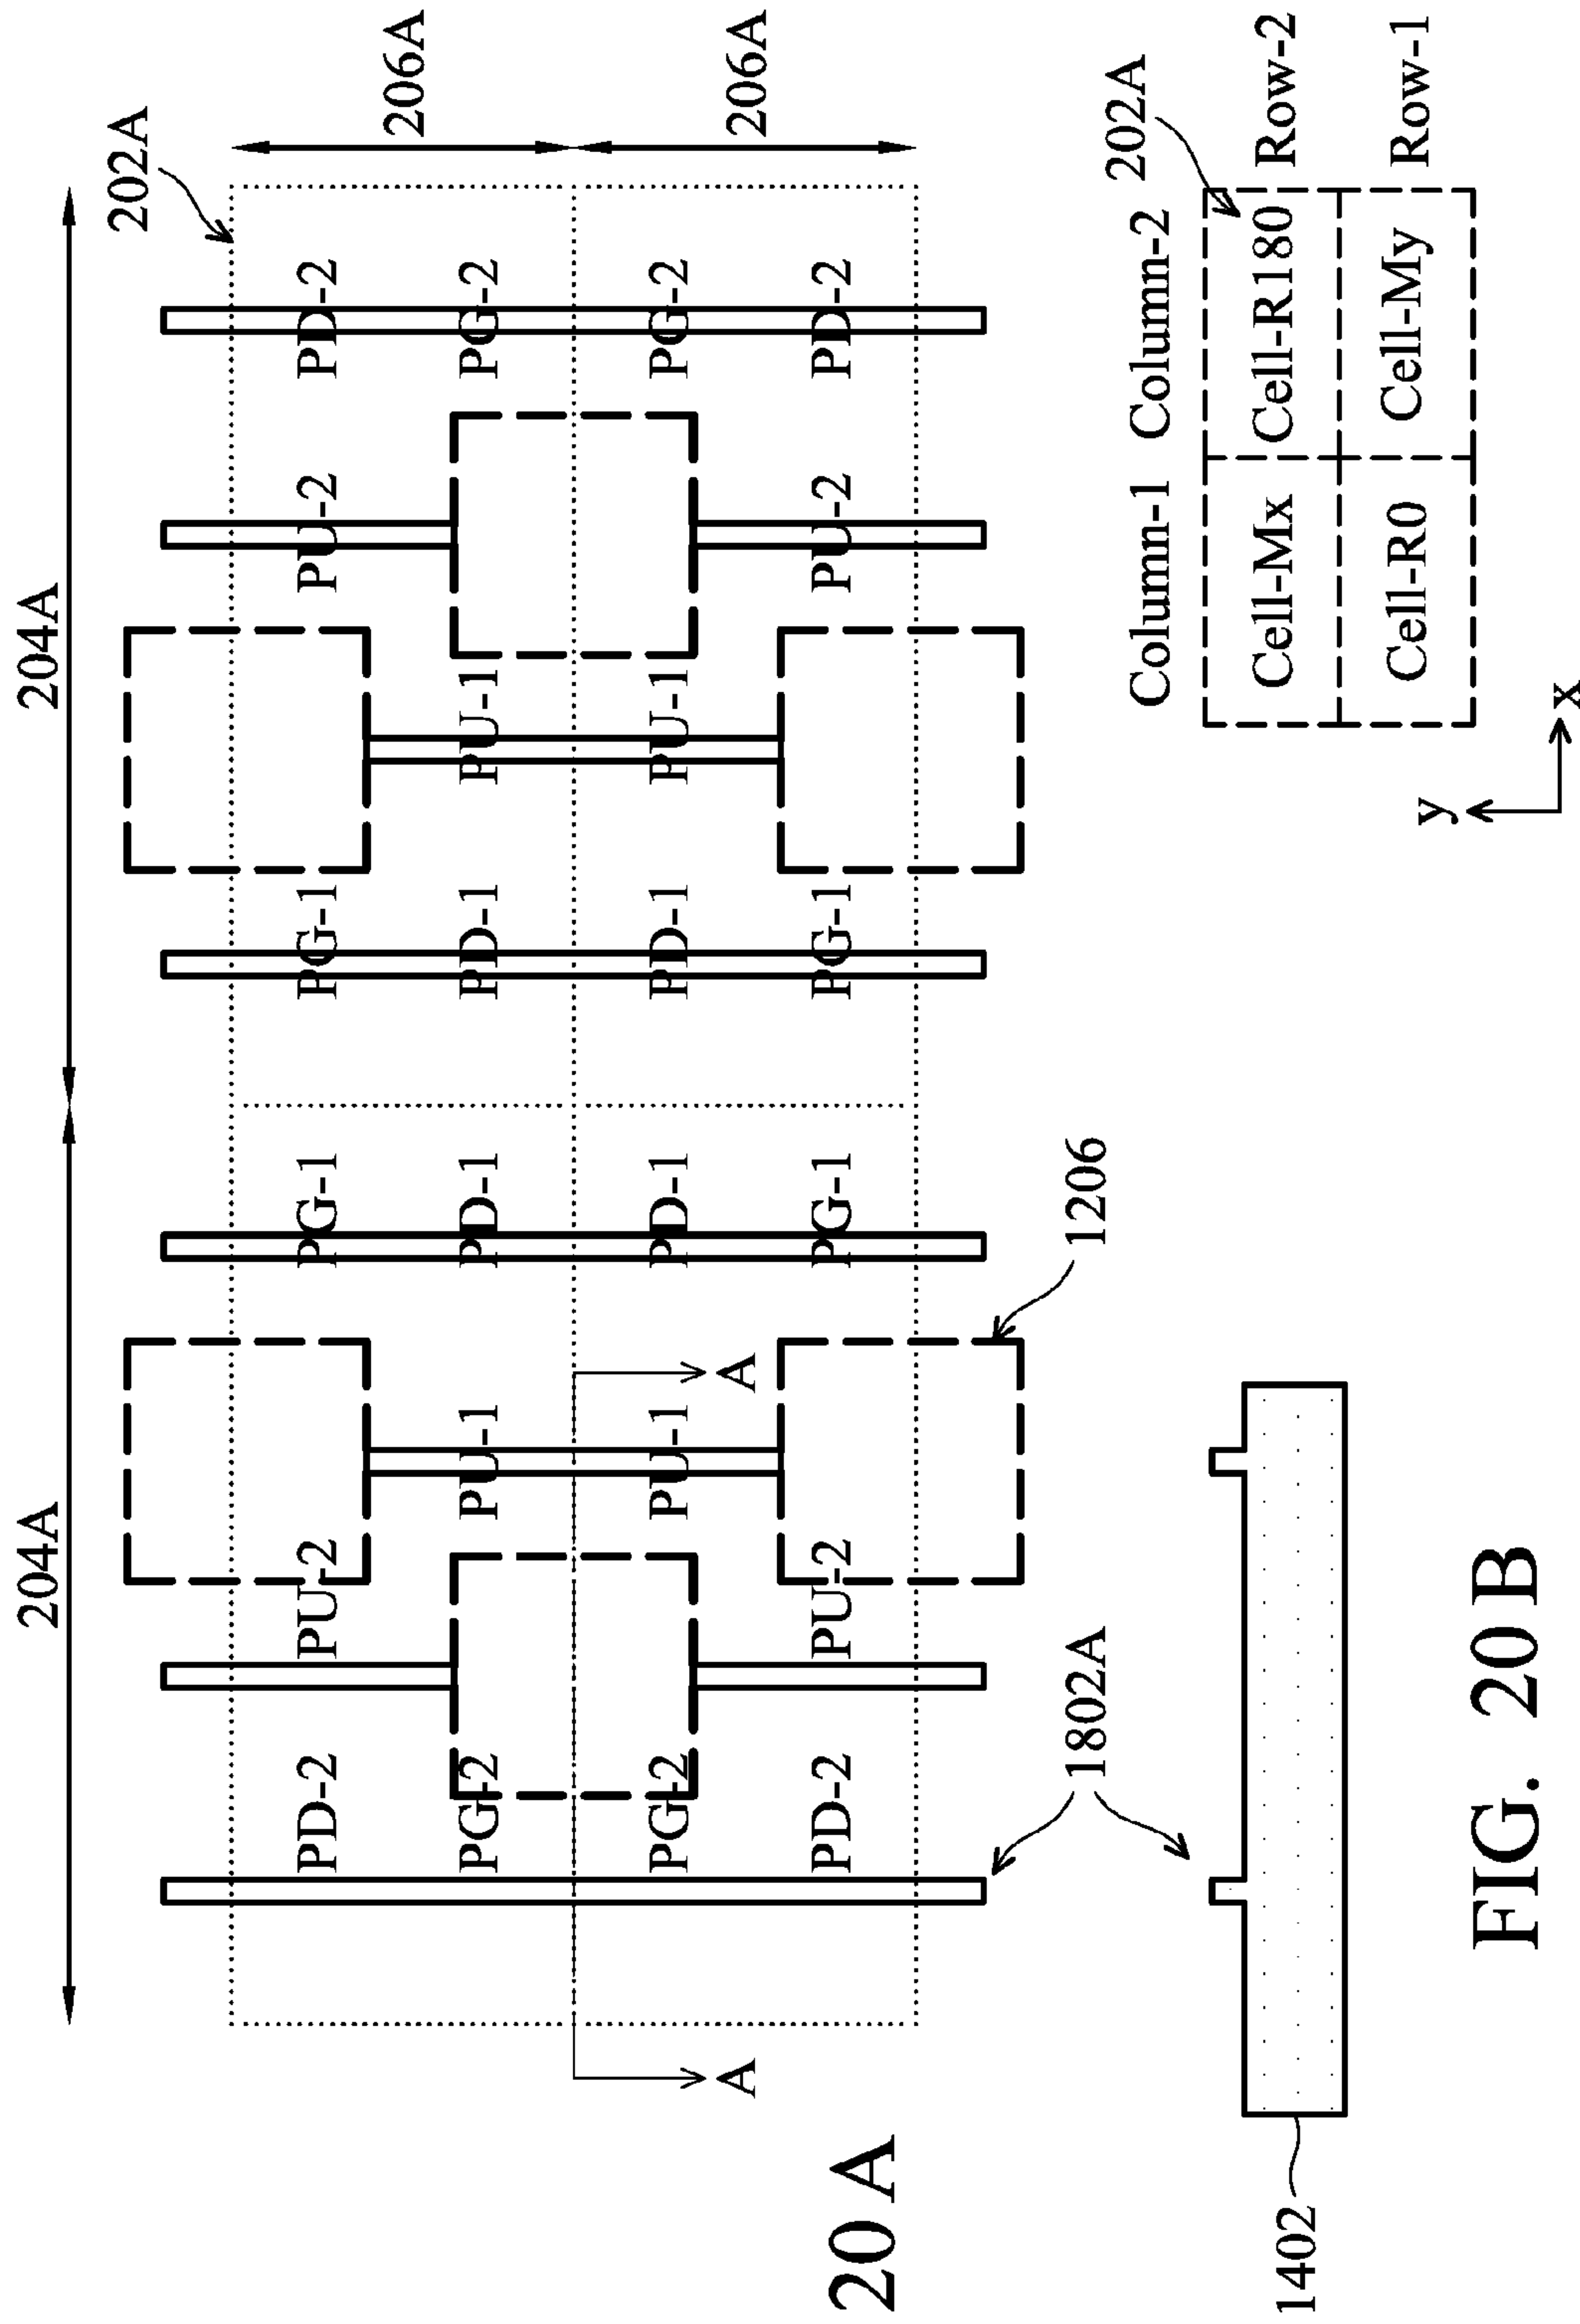 204A 204A
202A
PD-2 PU-2 PG-1 PG-1 PU-2 PD-2
206A
PG-2 PU-1 PD-1 PD-1 PU-1 PG-2
PG-2 PU-1 PD-1 PD-1 PU-1 PG-2
A A 206A
PD-2 PU-2 PG-1 PG-1 PU-2 PD-2
20 A
1802A 1206
202A
Column-1 Column-2
Cell-Mx Cell-R180 Row-2
1402
Cell-R0 Cell-My Row-1
y
FIG. 20 B
x